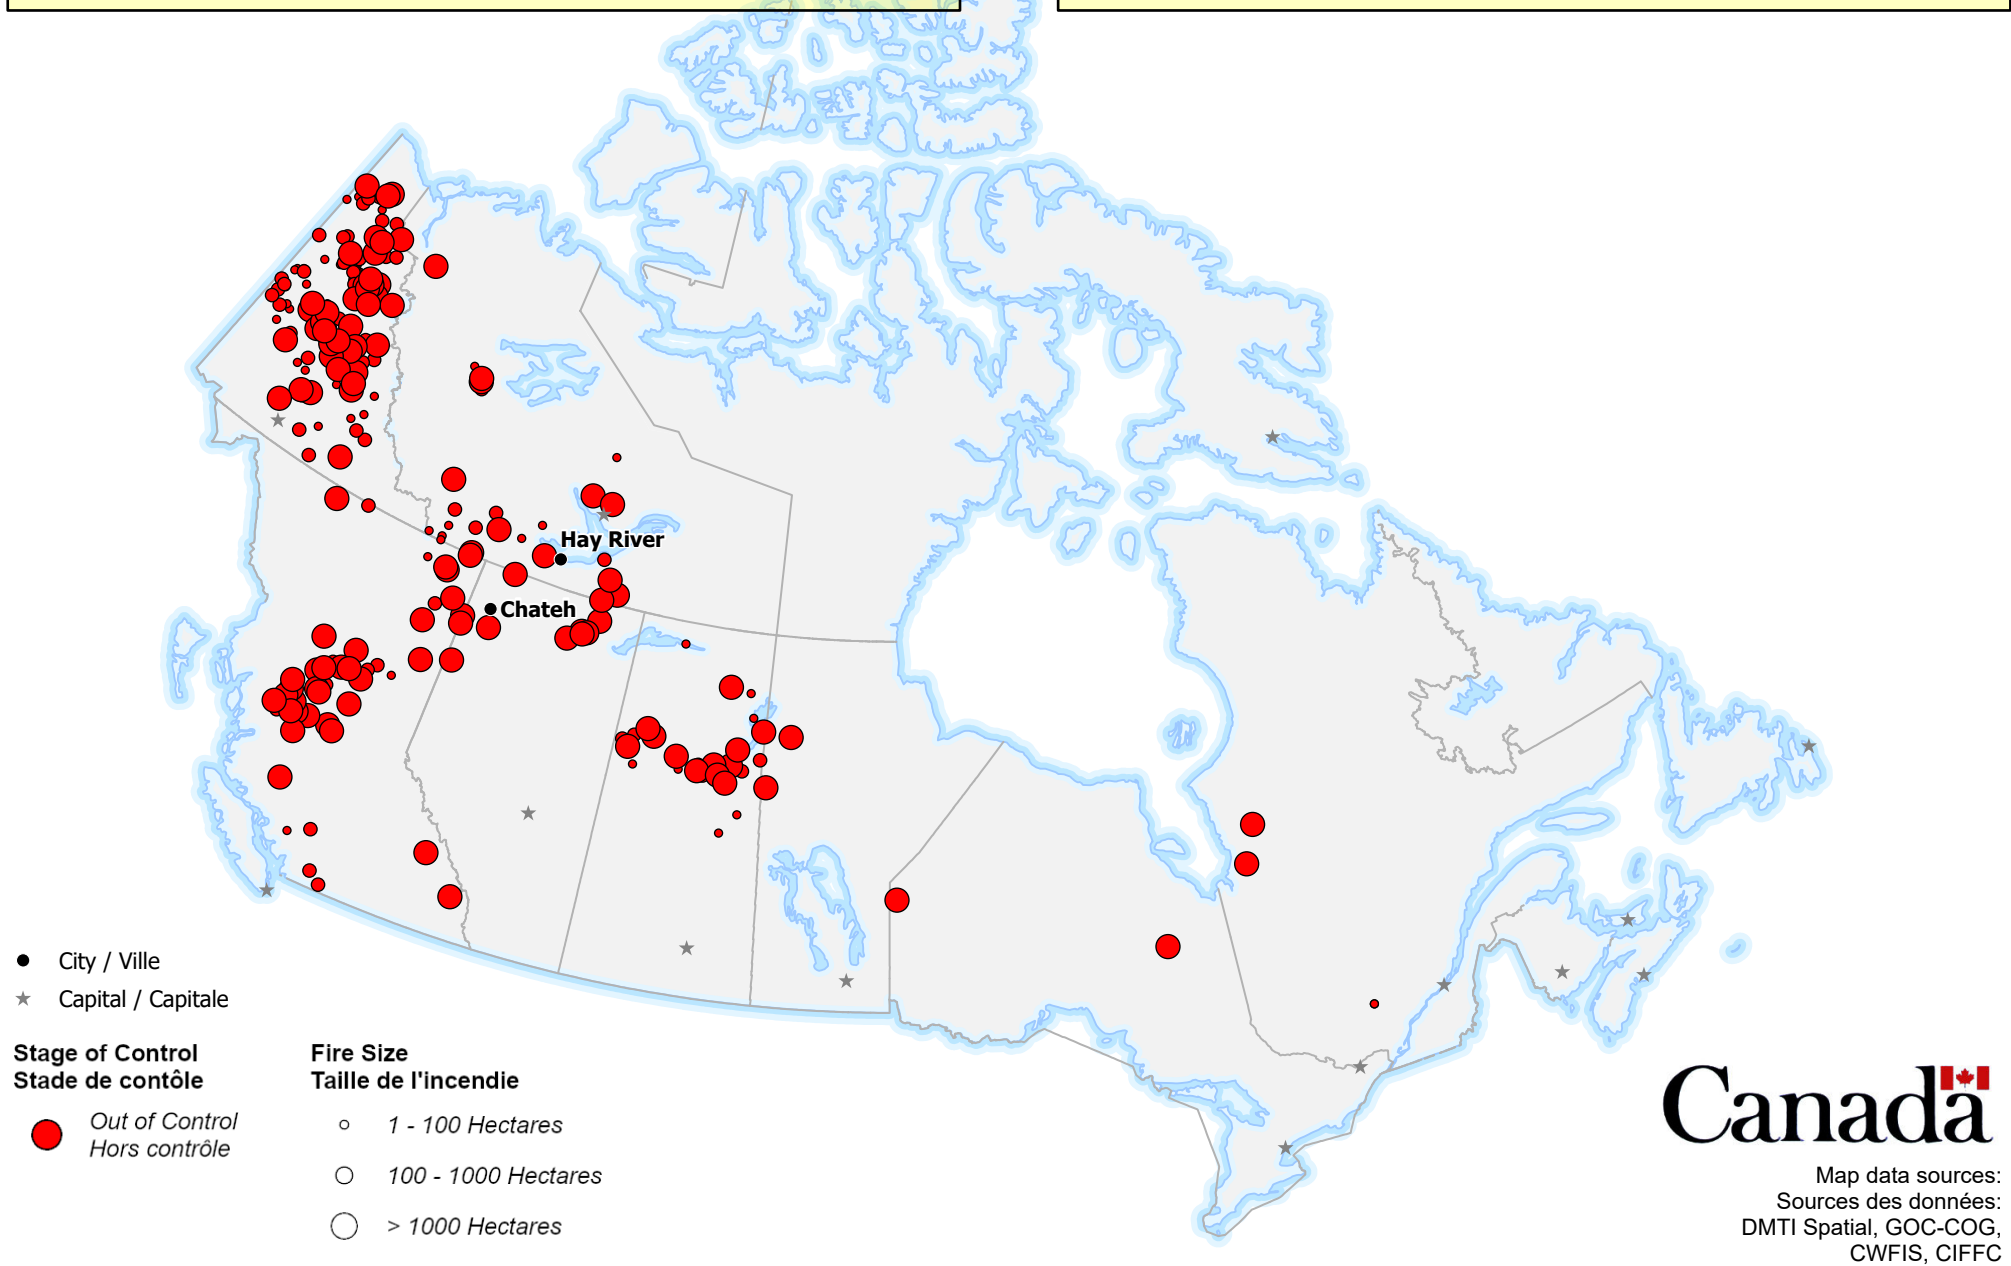 Hay River
Chateh
City / Ville
Capital / Capitale
Stage of Control
Stade de contôle
Out of Control
Hors contrôle
Fire Size
Taille de l'incendie
1 - 100 Hectares
100 - 1000 Hectares
> 1000 Hectares
Canada
Map data sources:
Sources des données:
DMTI Spatial, GOC-COG,
CWFIS, CIFFC